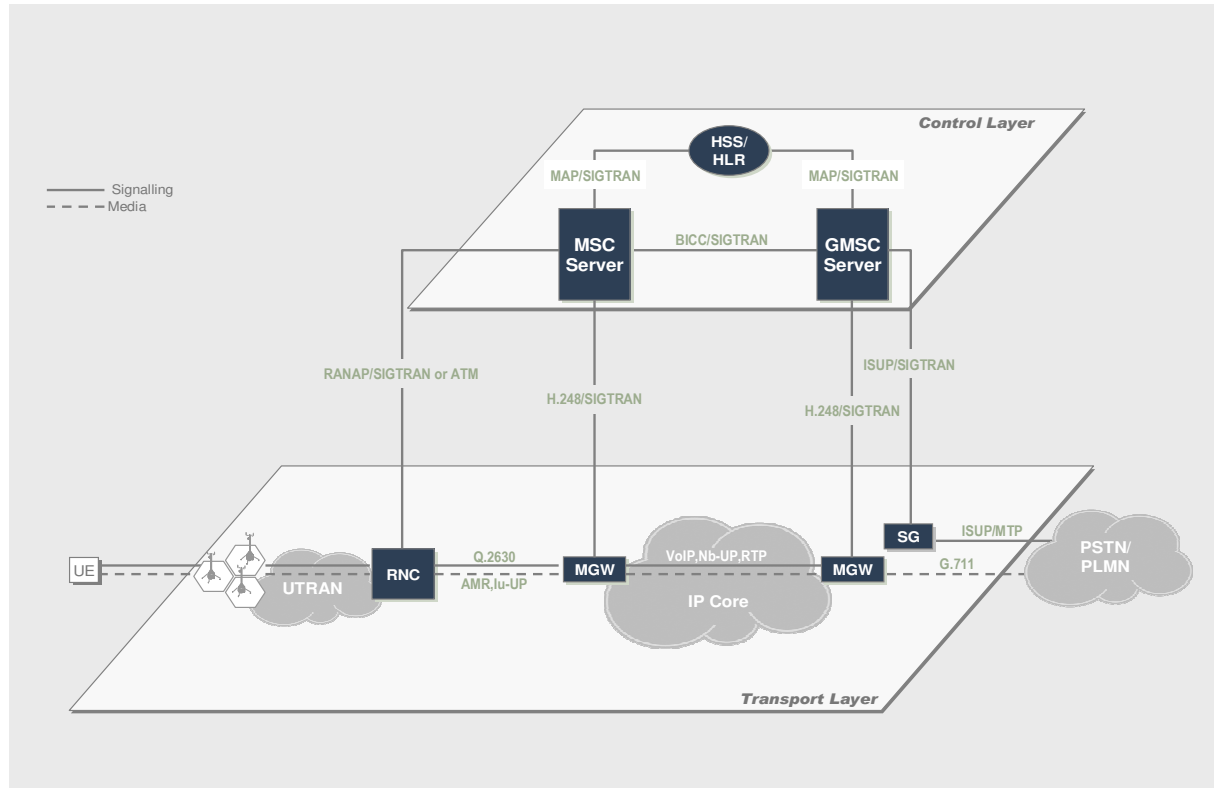 Control Layer
HSS/
HLR
MAP/SIGTRAN
MAP/SIGTRAN
Signalling
Media
MSC
Server
BICC/SIGTRAN
GMSC
Server
RANAP/SIGTRAN or ATM
ISUP/SIGTRAN
H.248/SIGTRAN
H.248/SIGTRAN
UE
UTRAN
RNC
Q.2630
AMR,Iu-UP
MGW
VoIP,Nb-UP,RTP
IP Core
MGW
SG
ISUP/MTP
G.711
PSTN/
PLMN
Transport Layer